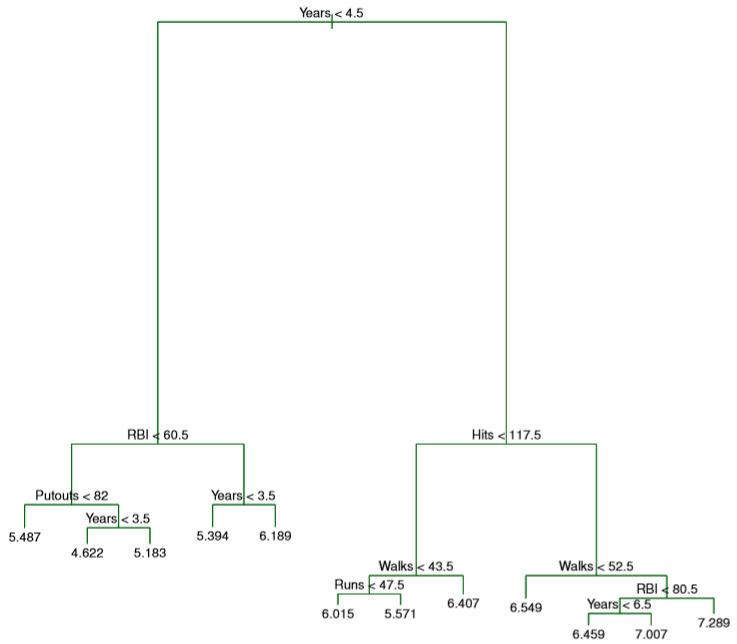 Years < 4.5
RBI < 60.5
Hits < 117.5
Putouts < 82
Years < 3.5
Years < 3.5
5.487
4.622
5.183
5.394
6.189
Walks < 43.5
Walks < 52.5
Runs < 47.5
RBI < 80.5
6.015
5.571
6.407
6.549
Years < 6.5
6.459
7.007
7.289